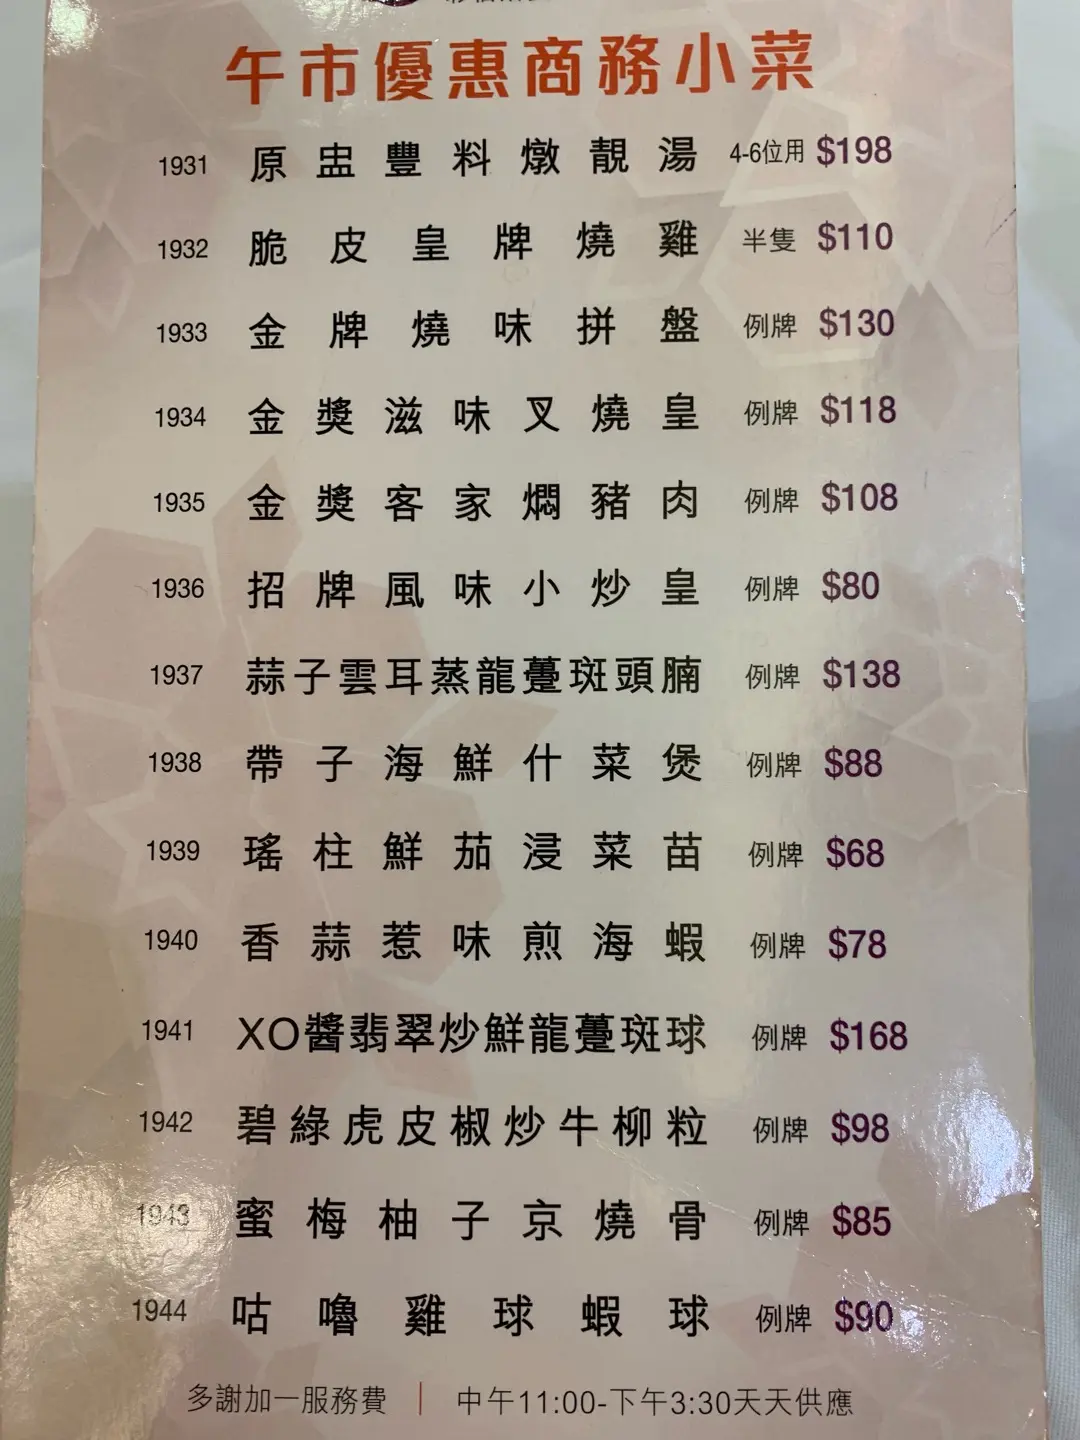 午市優惠商務小菜
1931 原盅豐料燉靚湯 4-6位用 $198
1932 脆皮皇牌燒雞 半隻 $110
1933 金牌燒味拼盤 例牌 $130
1934 金獎滋味叉燒皇 例牌 $118
1935 金獎客家燜豬肉 例牌 $108
1936 招牌風味小炒皇 例牌 $80
1937 蒜子雲耳蒸龍躉斑頭腩 例牌 $138
1938 帶子海鮮什菜煲 例牌 $88
1939 瑤柱鮮茄浸菜苗 例牌 $68
1940 香蒜惹味煎海蝦 例牌 $78
1941 XO醬翡翠炒鮮龍躉斑球 例牌 $168
1942 碧綠虎皮椒炒牛柳粒 例牌 $98
1943 蜜梅柚子京燒骨 例牌 $85
1944 咕嚕雞球蝦球 例牌 $90
多謝加一服務費 | 中午11:00-下午3:30天天供應